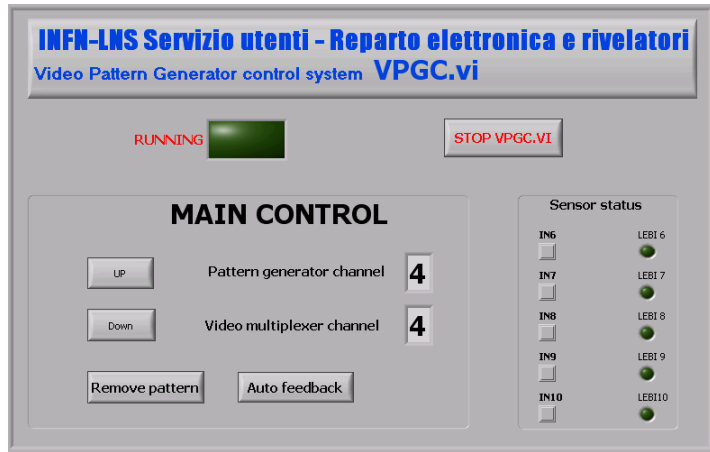 INFN-LNS Servizio utenti - Reparto elettronica e rivelatori
Video Pattern Generator control system VPGC.vi
RUNNING
STOP VPGC.VI
MAIN CONTROL
UP
Pattern generator channel 4
Down
Video multiplexer channel 4
Remove pattern
Auto feedback
Sensor status
IN6 LEBI 6
IN7 LEBI 7
IN8 LEBI 8
IN9 LEBI 9
IN10 LEBI10